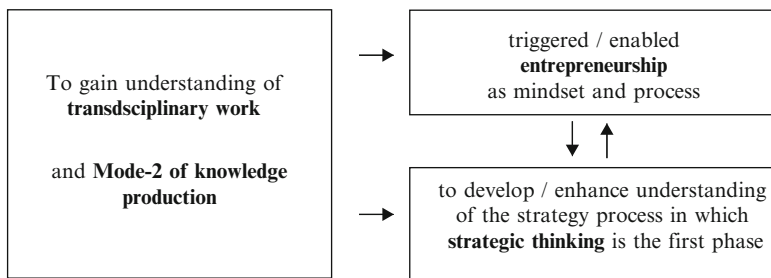 To gain understanding of
transdsciplinary work
and Mode-2 of knowledge
production
triggered / enabled
entrepreneurship
as mindset and process
to develop / enhance understanding
of the strategy process in which
strategic thinking is the first phase